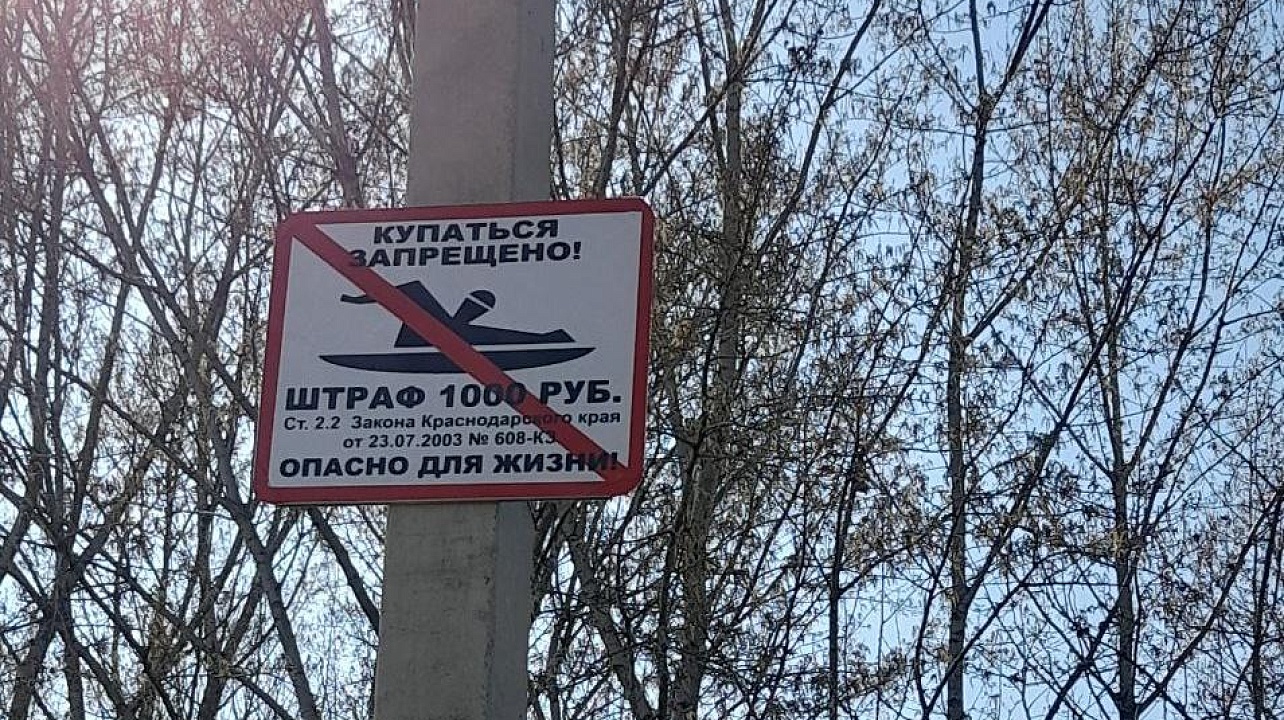 КУПАТЬСЯ
ЗАПРЕЩЕНО!
ШТРАФ 1000 РУБ.
Ст. 2.2 Закона Краснодарского края
от 23.07.2003 № 608-КЗ
ОПАСНО ДЛЯ ЖИЗНИ!